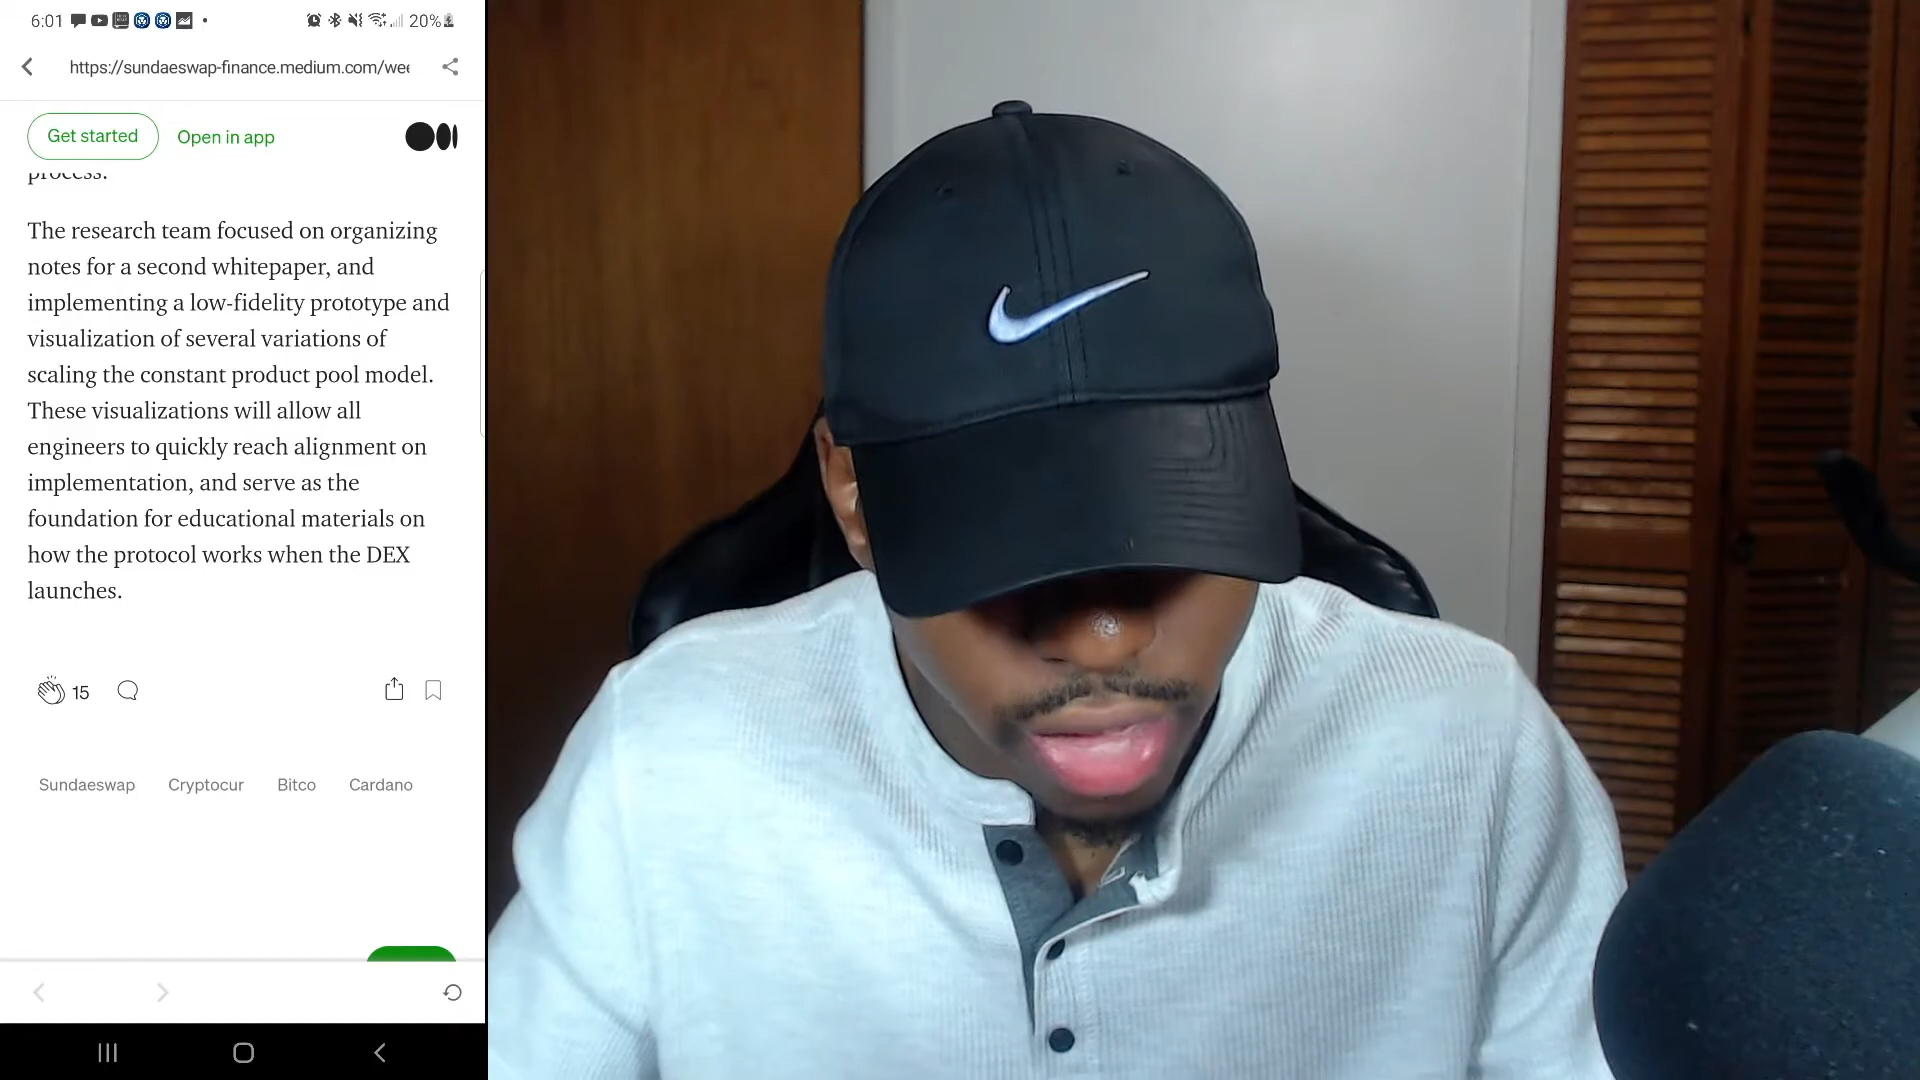 6:01
20%
https://sundaeswap-finance.medium.com/wee
Get started
Open in app
process.
The research team focused on organizing
notes for a second whitepaper, and
implementing a low-fidelity prototype and
visualization of several variations of
scaling the constant product pool model.
These visualizations will allow all
engineers to quickly reach alignment on
implementation, and serve as the
foundation for educational materials on
how the protocol works when the DEX
launches.
15
Sundaeswap
Cryptocur
Bitco
Cardano